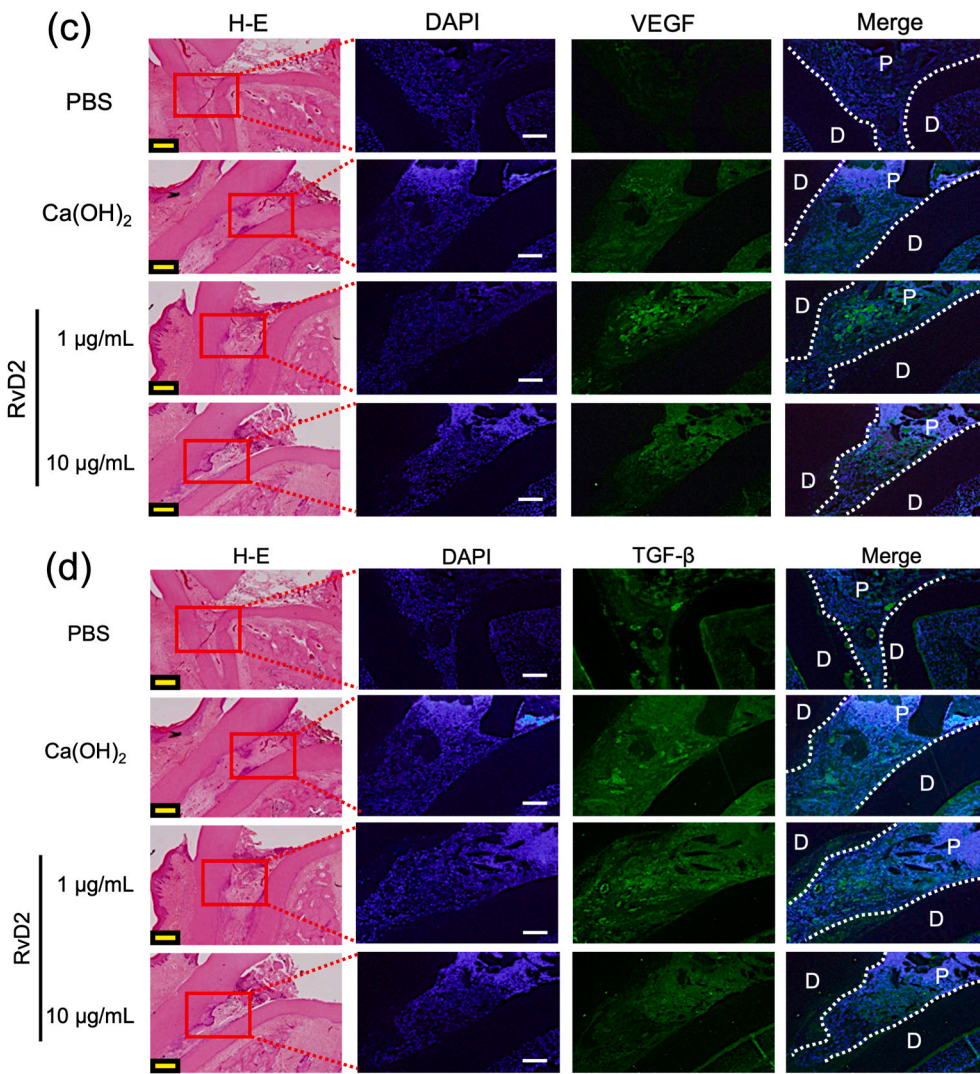 (c)
H-E DAPI VEGF Merge
PBS P D D
Ca(OH)₂ D P D
RvD2
1 µg/mL D P D
10 µg/mL P D D
(d)
H-E DAPI TGF-β Merge
PBS P D D
Ca(OH)₂ D P D
RvD2
1 µg/mL D P D
10 µg/mL D P D